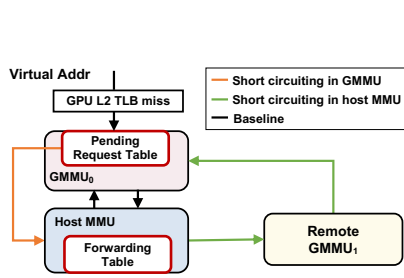 Virtual Addr
GPU L2 TLB miss
Short circuiting in GMMU
Short circuiting in host MMU
Baseline
Pending
Request Table
GMMU₀
Host MMU
Forwarding
Table
Remote
GMMU₁